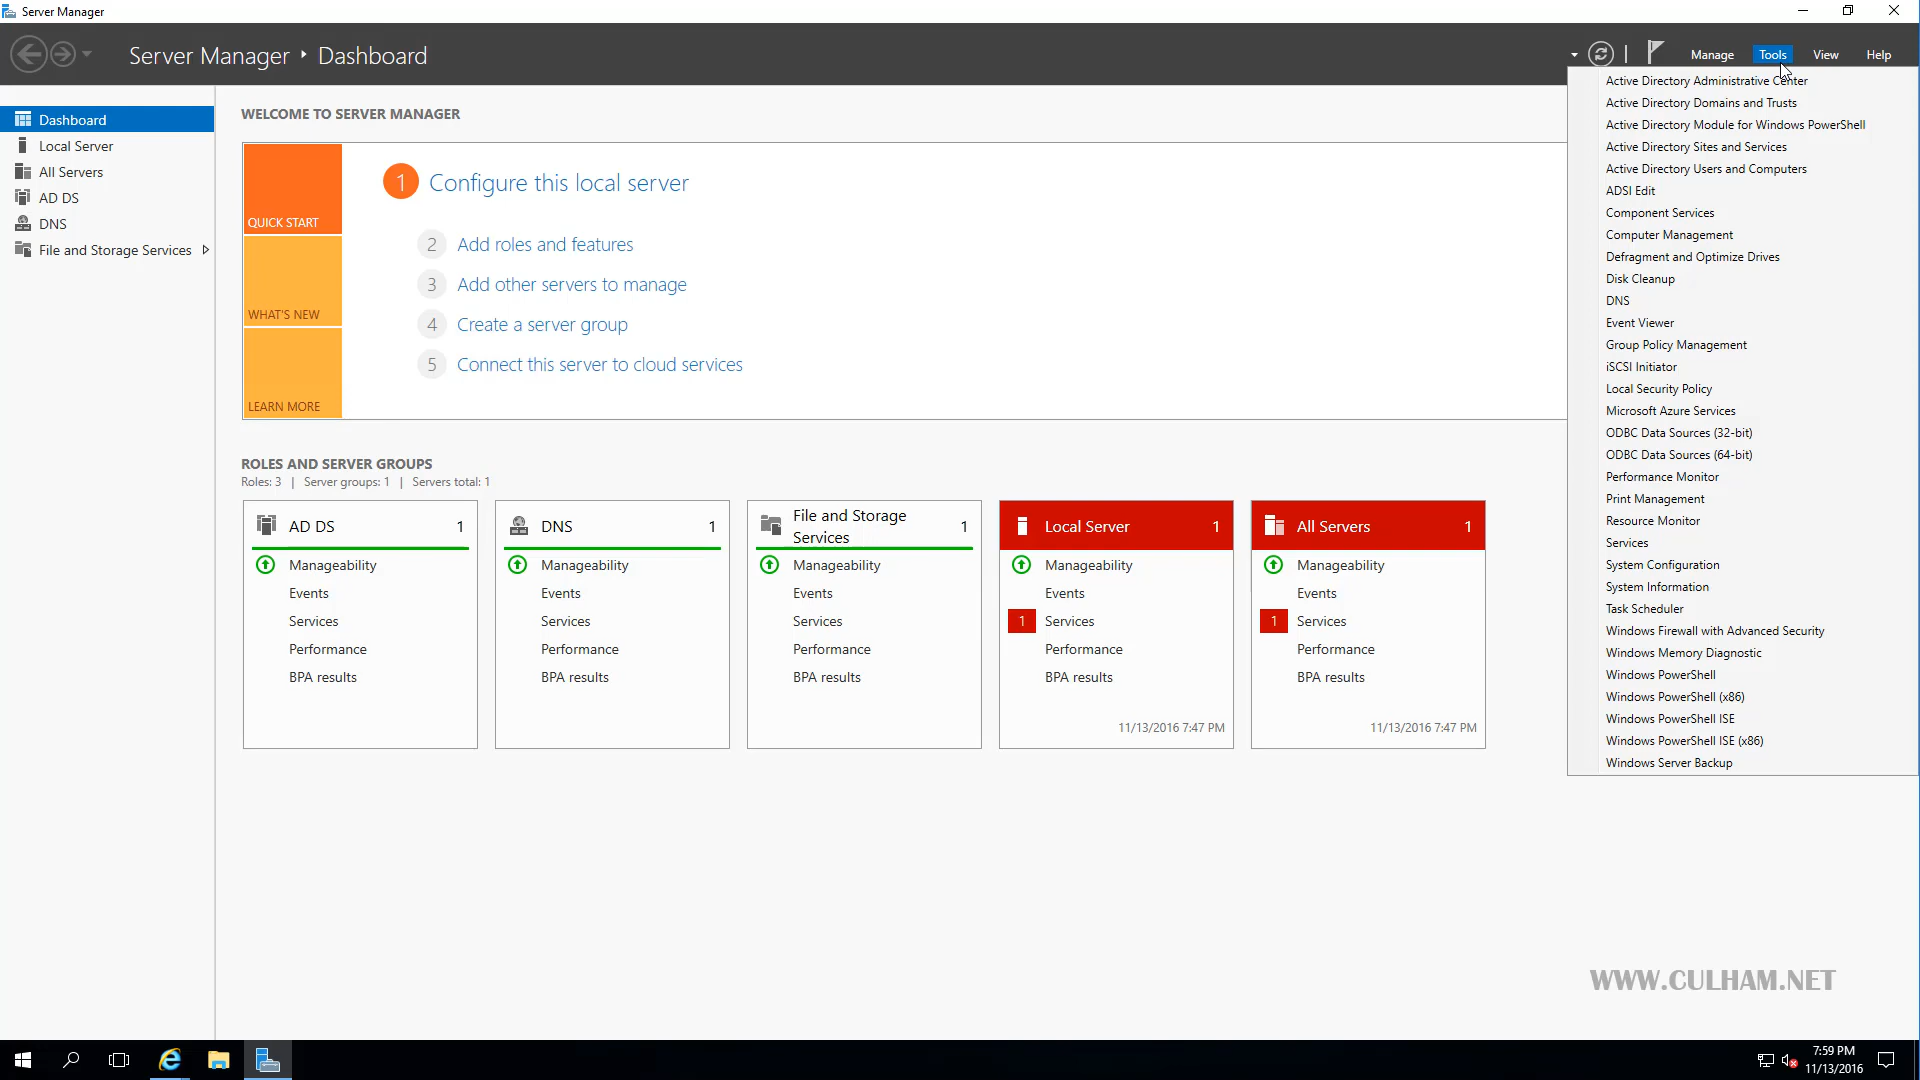 Server Manager
Server Manager ‣ Dashboard
Manage Tools View Help
Dashboard
Local Server
All Servers
AD DS
DNS
File and Storage Services
WELCOME TO SERVER MANAGER
QUICK START
WHAT'S NEW
LEARN MORE
1 Configure this local server
2 Add roles and features
3 Add other servers to manage
4 Create a server group
5 Connect this server to cloud services
ROLES AND SERVER GROUPS
Roles: 3 | Server groups: 1 | Servers total: 1
AD DS 1
Manageability
Events
Services
Performance
BPA results
DNS 1
Manageability
Events
Services
Performance
BPA results
File and Storage
Services 1
Manageability
Events
Services
Performance
BPA results
Local Server 1
Manageability
Events
1 Services
Performance
BPA results
11/13/2016 7:47 PM
All Servers 1
Manageability
Events
1 Services
Performance
BPA results
11/13/2016 7:47 PM
Active Directory Administrative Center
Active Directory Domains and Trusts
Active Directory Module for Windows PowerShell
Active Directory Sites and Services
Active Directory Users and Computers
ADSI Edit
Component Services
Computer Management
Defragment and Optimize Drives
Disk Cleanup
DNS
Event Viewer
Group Policy Management
iSCSI Initiator
Local Security Policy
Microsoft Azure Services
ODBC Data Sources (32-bit)
ODBC Data Sources (64-bit)
Performance Monitor
Print Management
Resource Monitor
Services
System Configuration
System Information
Task Scheduler
Windows Firewall with Advanced Security
Windows Memory Diagnostic
Windows PowerShell
Windows PowerShell (x86)
Windows PowerShell ISE
Windows PowerShell ISE (x86)
Windows Server Backup
WWW.CULHAM.NET
7:59 PM
11/13/2016